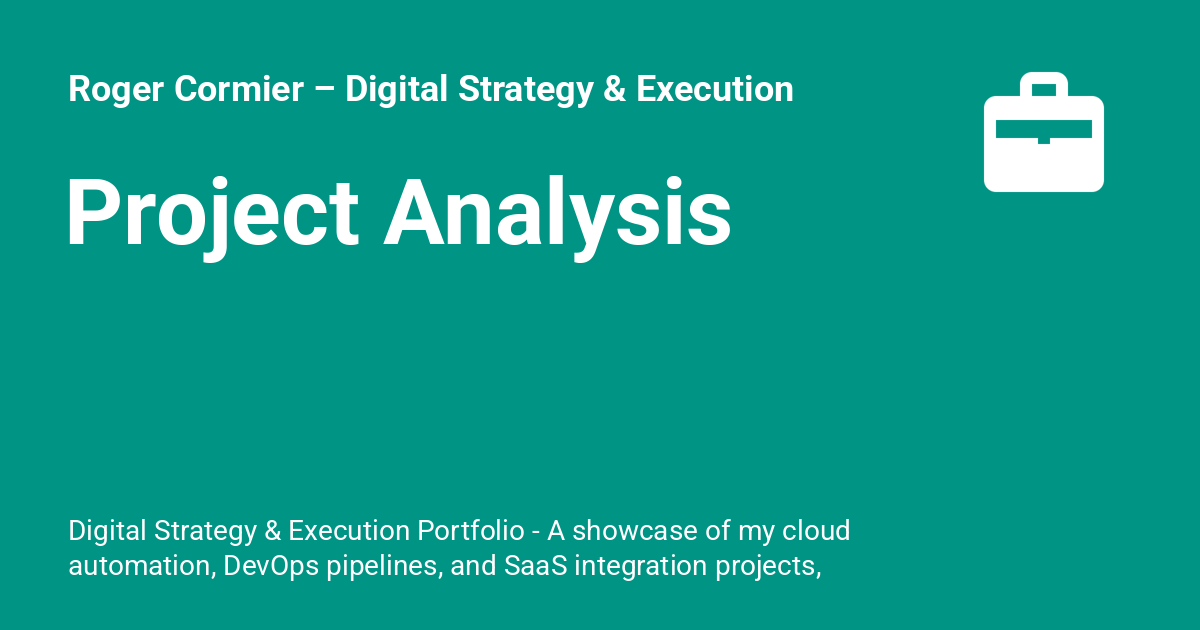 Roger Cormier – Digital Strategy & Execution
Project Analysis
Digital Strategy & Execution Portfolio - A showcase of my cloud
automation, DevOps pipelines, and SaaS integration projects,